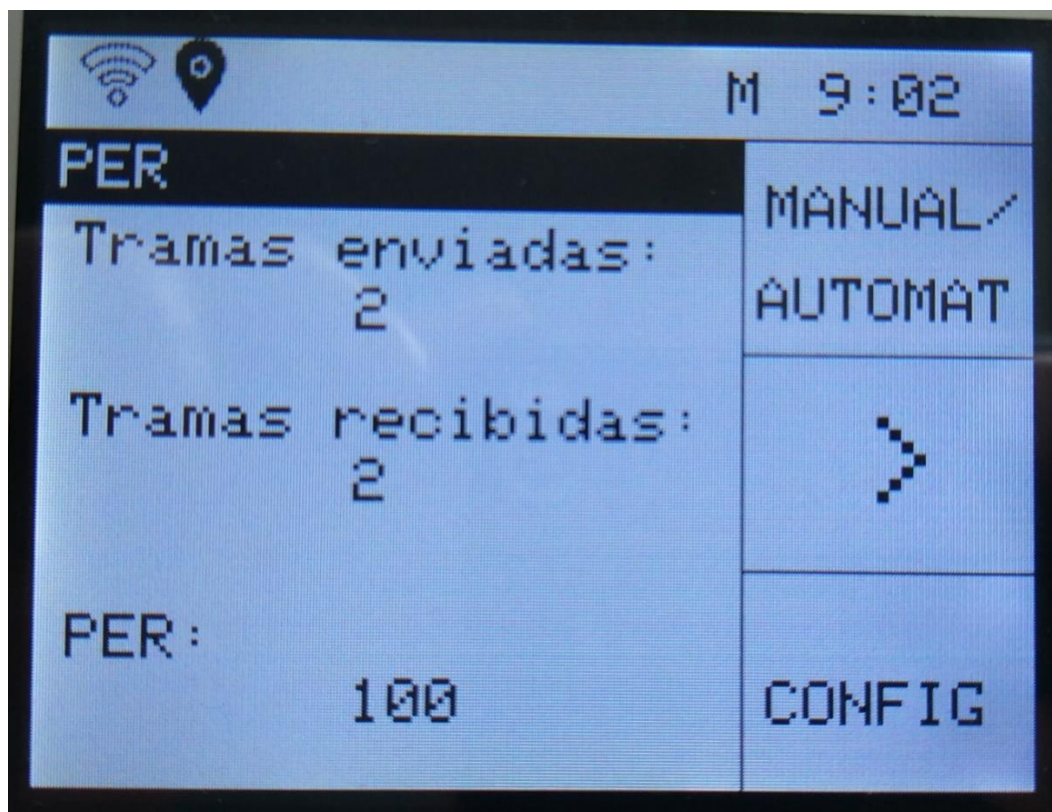 M 9:02
PER
MANUAL/
AUTOMAT
Tramas enviadas:
2
Tramas recibidas:
2
>
PER:
100
CONFIG